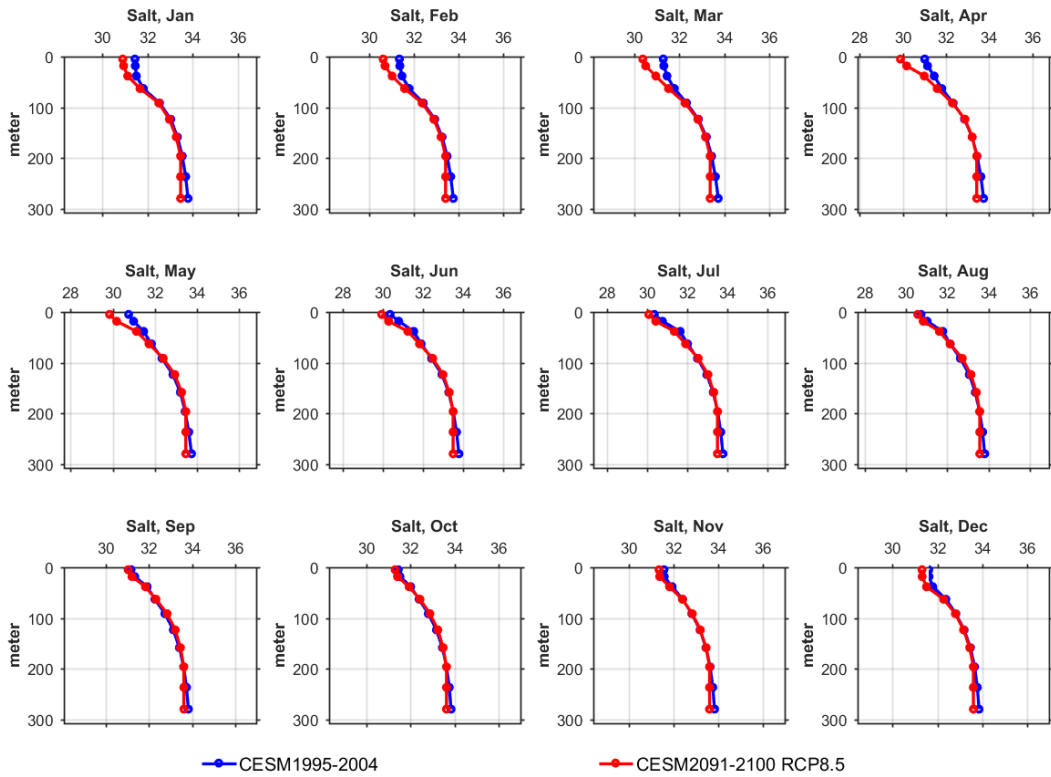 Salt, Jan Salt, Feb Salt, Mar Salt, Apr
30 32 34 36 30 32 34 36 30 32 34 36 30 32 34 36
0 0 0 0
100 100 100 100
200 200 200 200
300 300 300 300
meter meter meter meter
Salt, May Salt, Jun Salt, Jul Salt, Aug
28 30 32 34 36 28 30 32 34 36 28 30 32 34 36 28 30 32 34 36
0 0 0 0
100 100 100 100
200 200 200 200
300 300 300 300
meter meter meter meter
Salt, Sep Salt, Oct Salt, Nov Salt, Dec
30 32 34 36 30 32 34 36 30 32 34 36 30 32 34 36
0 0 0 0
100 100 100 100
200 200 200 200
300 300 300 300
meter meter meter meter
CESM1995-2004 CESM2091-2100 RCP8.5